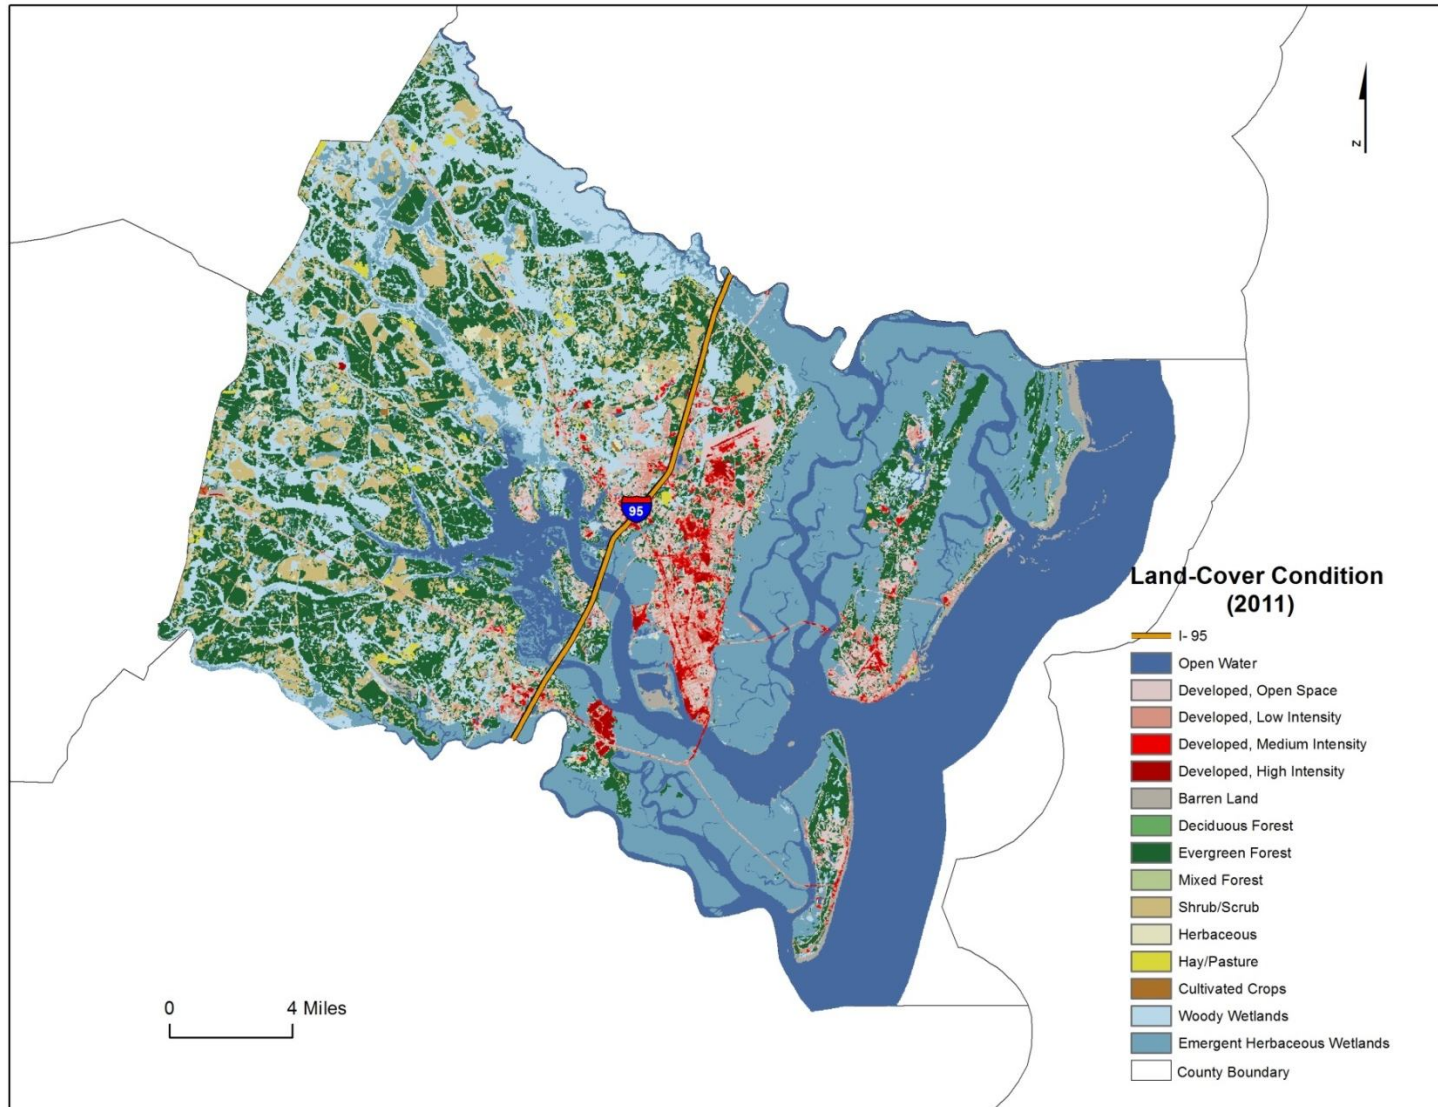 N
95
Land-Cover Condition
(2011)
I- 95
Open Water
Developed, Open Space
Developed, Low Intensity
Developed, Medium Intensity
Developed, High Intensity
Barren Land
Deciduous Forest
Evergreen Forest
Mixed Forest
Shrub/Scrub
Herbaceous
Hay/Pasture
Cultivated Crops
Woody Wetlands
Emergent Herbaceous Wetlands
County Boundary
0 4 Miles